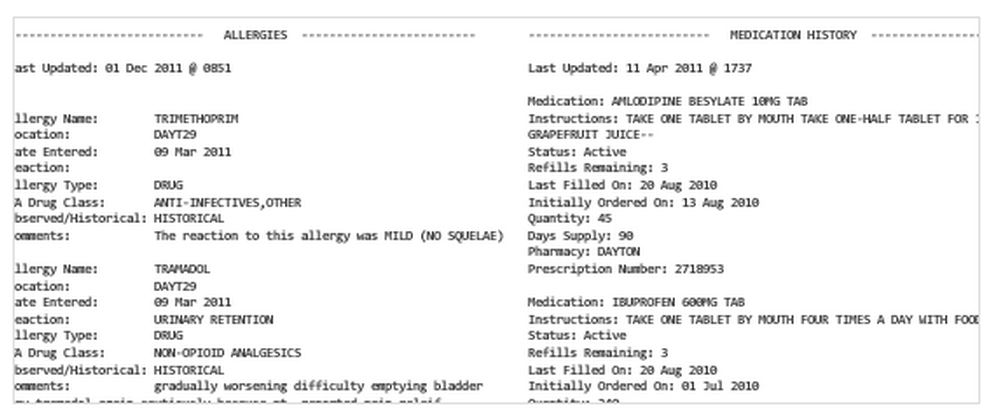 ------------------------- ALLERGIES -----------------------
ast Updated: 01 Dec 2011 @ 0851
llergy Name: TRIMETHOPRIM
ocation: DAYT29
ate Entered: 09 Mar 2011
eaction:
llergy Type: DRUG
A Drug Class: ANTI-INFECTIVES,OTHER
bserved/Historical: HISTORICAL
omments: The reaction to this allergy was MILD (NO SQUELAE)
llergy Name: TRAMADOL
ocation: DAYT29
ate Entered: 09 Mar 2011
eaction: URINARY RETENTION
llergy Type: DRUG
A Drug Class: NON-OPIOID ANALGESICS
bserved/Historical: HISTORICAL
omments: gradually worsening difficulty emptying bladder
------------------------ MEDICATION HISTORY ---------------
Last Updated: 11 Apr 2011 @ 1737
Medication: AMLODIPINE BESYLATE 10MG TAB
Instructions: TAKE ONE TABLET BY MOUTH TAKE ONE-HALF TABLET FOR
GRAPEFRUIT JUICE--
Status: Active
Refills Remaining: 3
Last Filled On: 20 Aug 2010
Initially Ordered On: 13 Aug 2010
Quantity: 45
Days Supply: 90
Pharmacy: DAYTON
Prescription Number: 2718953
Medication: IBUPROFEN 600MG TAB
Instructions: TAKE ONE TABLET BY MOUTH FOUR TIMES A DAY WITH FOOD
Status: Active
Refills Remaining: 3
Last Filled On: 20 Aug 2010
Initially Ordered On: 01 Jul 2010